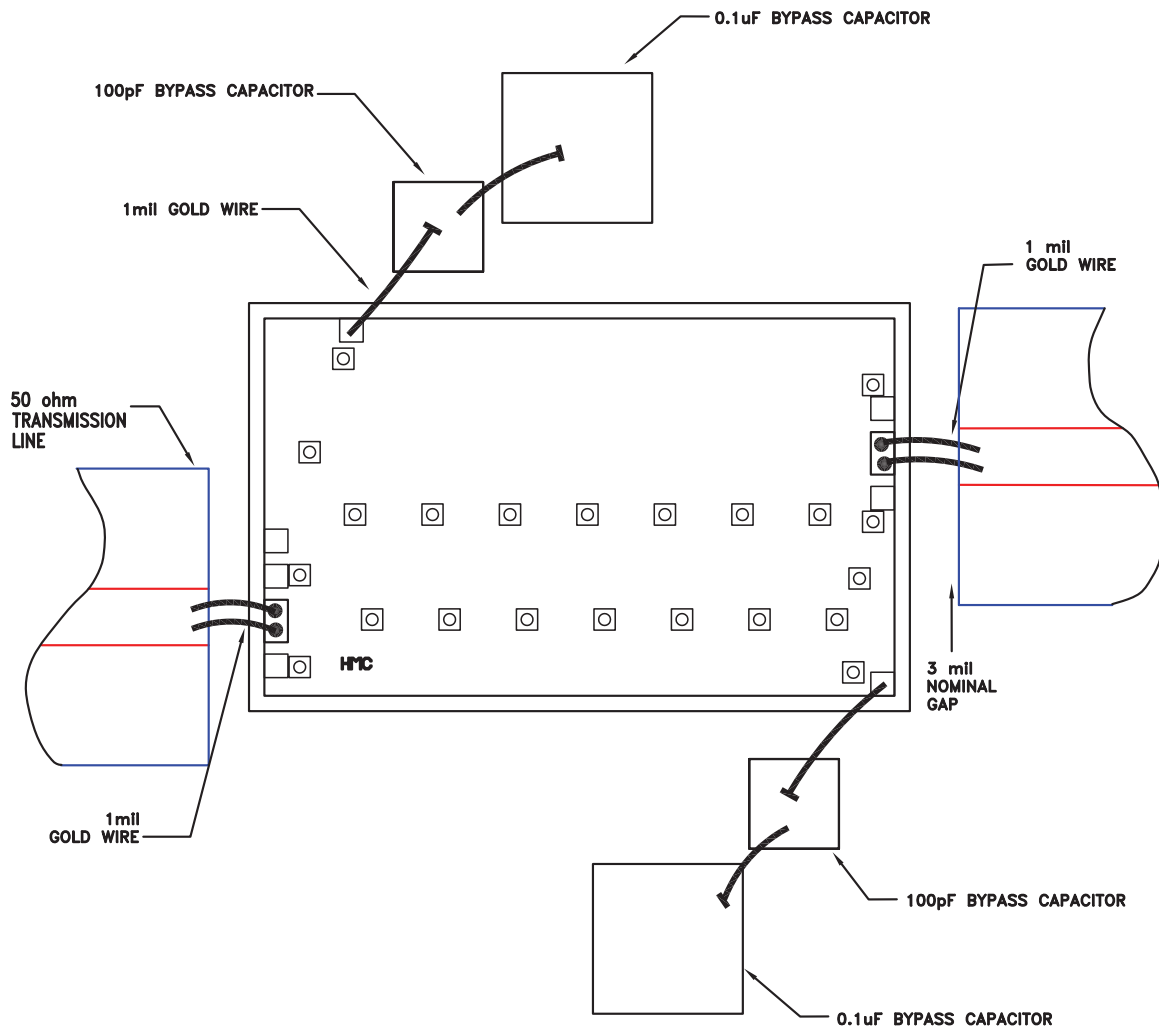 0.1uF BYPASS CAPACITOR
100pF BYPASS CAPACITOR
1mil GOLD WIRE
1 mil
GOLD WIRE
50 ohm
TRANSMISSION
LINE
HMC
3 mil
NOMINAL
GAP
1mil
GOLD WIRE
100pF BYPASS CAPACITOR
0.1uF BYPASS CAPACITOR